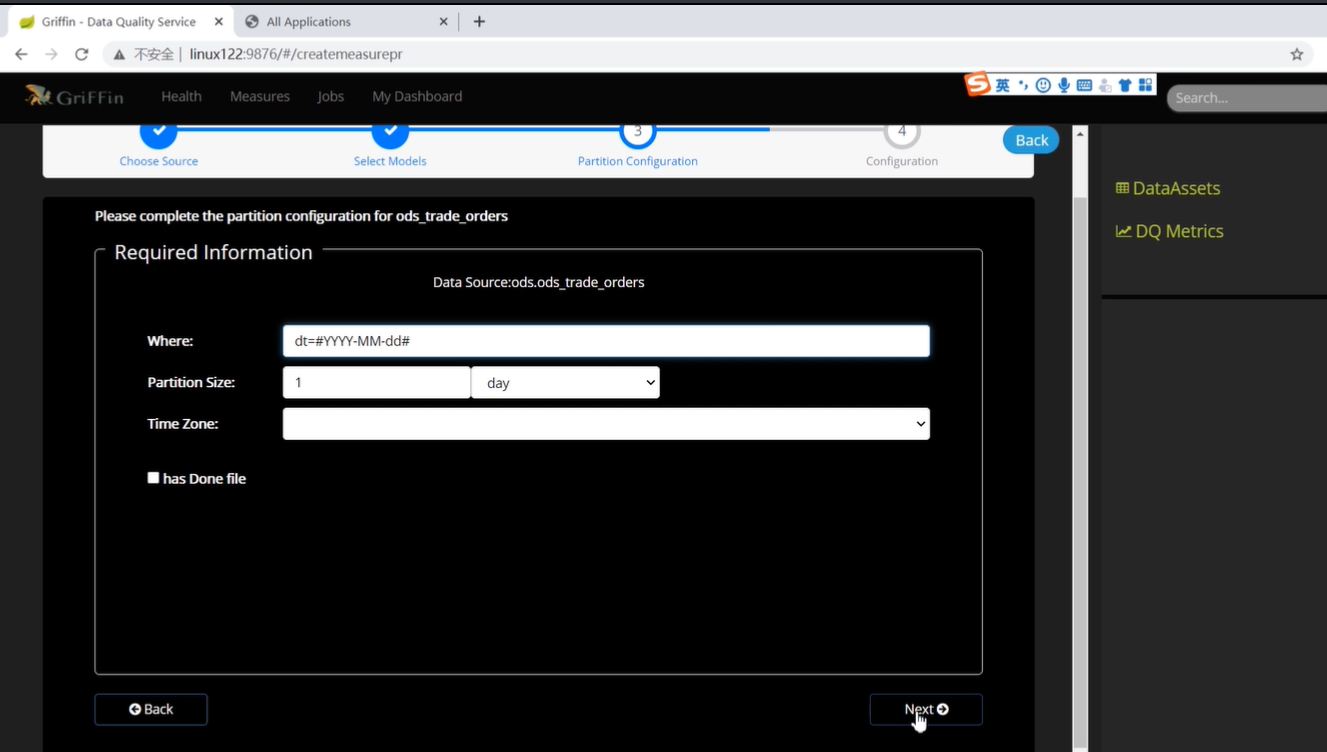 Griffin - Data Quality Service
All Applications
不安全 | linux122:9876/#/createmeasurepr
GriFFin Health Measures Jobs My Dashboard
英
Search...
3 4
Choose Source Select Models Partition Configuration Configuration
Back
DataAssets
DQ Metrics
Please complete the partition configuration for ods_trade_orders
Required Information
Data Source:ods.ods_trade_orders
Where: dt=#YYYY-MM-dd#
Partition Size: 1 day
Time Zone:
has Done file
Back
Next